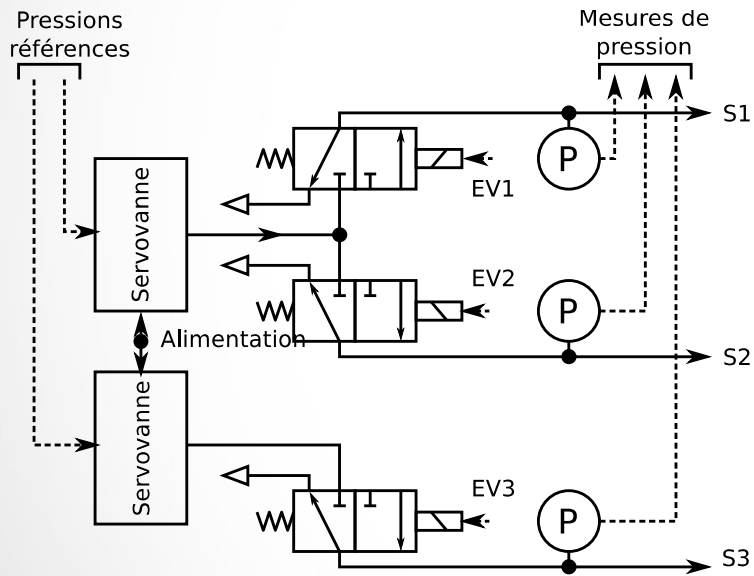 Pressions
références
Mesures de
pression
S1
P
EV1
Servovanne
EV2
P
Alimentation
S2
Servovanne
EV3
P
S3